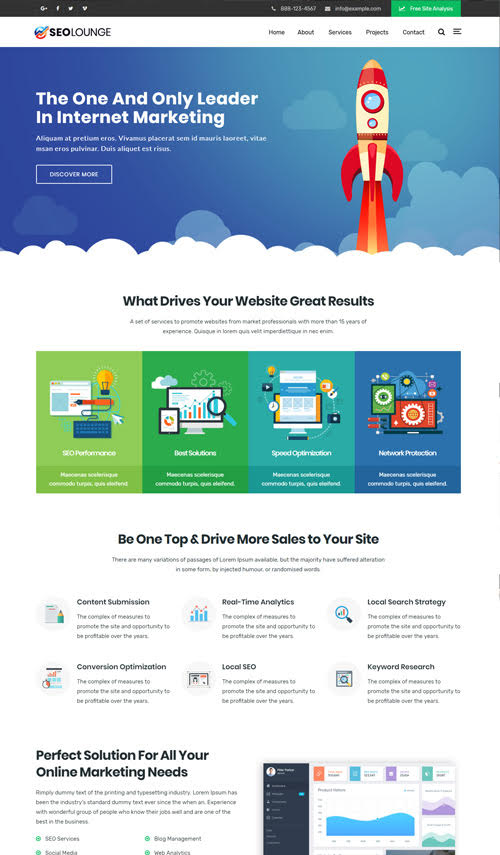 888-123-4567 info@example.com Free Site Analysis
SEOLOUNGE Home About Services Projects Contact
The One And Only Leader
In Internet Marketing
Aliquam at pretium eros. Vivamus placerat sem id mauris laoreet, vitae
msan eros pulvinar. Duis aliquet est risus.
DISCOVER MORE
What Drives Your Website Great Results
A set of services to promote websites from market professionals with more than 15 years of
experience. Quisque in lorem quis velit imperdiettique in nec enim.
SEO Performance Best Solutions Speed Optimization Network Protection
Maecenas scelerisque Maecenas scelerisque Maecenas scelerisque Maecenas scelerisque
commodo turpis, quis eleifend. commodo turpis, quis eleifend. commodo turpis, quis eleifend. commodo turpis, quis eleifend.
Be One Top & Drive More Sales to Your Site
There are many variations of passages of Lorem Ipsum available, but the majority have suffered alteration
in some form, by injected humour, or randomised words
Content Submission Real-Time Analytics Local Search Strategy
The complex of measures to The complex of measures to The complex of measures to
promote the site and opportunity to promote the site and opportunity to promote the site and opportunity to
be profitable over the years. be profitable over the years. be profitable over the years.
Conversion Optimization Local SEO Keyword Research
The complex of measures to The complex of measures to The complex of measures to
promote the site and opportunity to promote the site and opportunity to promote the site and opportunity to
be profitable over the years. be profitable over the years. be profitable over the years.
Perfect Solution For All Your
Online Marketing Needs
Rmply dummy text of the printing and typesetting industry. Lorem Ipsum has
been the industry's standard dummy text ever since the when an. Experience
with wonderful group of people who know their jobs well and are one of the
best in the business.
SEO Services Blog Management
Social Media Web Analytics
Product Visitors